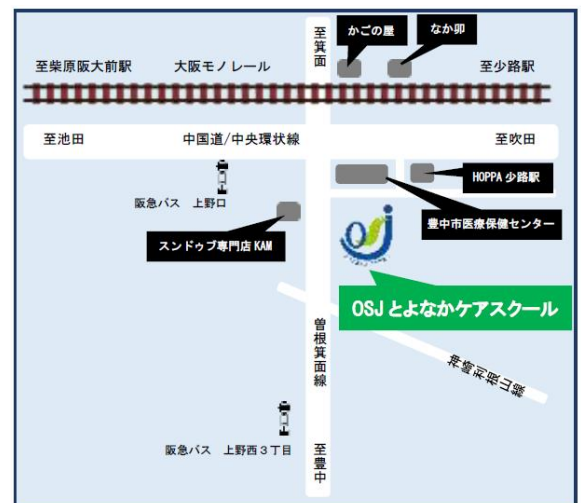 至箕面
かごの屋
なか卯
至柴原阪大前駅
大阪モノレール
至少路駅
至池田
中国道/中央環状線
至吹田
HOPPA 少路駅
阪急バス 上野口
豊中市医療保健センター
スンドゥブ専門店 KAM
OSJ とよなかケアスクール
曽根箕面線
神崎利根山線
阪急バス 上野西3丁目
至豊中